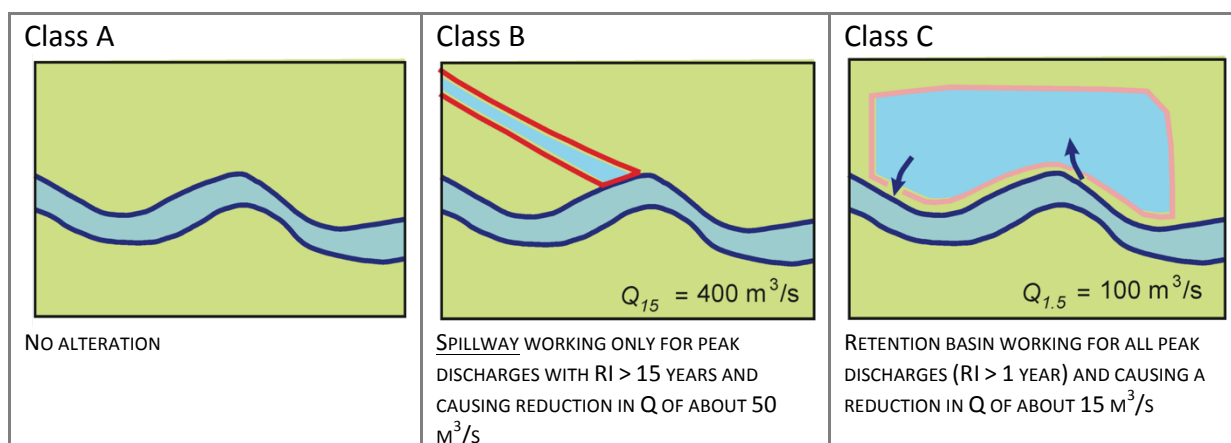 Class A
NO ALTERATION
Class B
Q15 = 400 m³/s
SPILLWAY WORKING ONLY FOR PEAK
DISCHARGES WITH RI > 15 YEARS AND
CAUSING REDUCTION IN Q OF ABOUT 50
M³/S
Class C
Q1.5 = 100 m³/s
RETENTION BASIN WORKING FOR ALL PEAK
DISCHARGES (RI > 1 YEAR) AND CAUSING A
REDUCTION IN Q OF ABOUT 15 M³/S